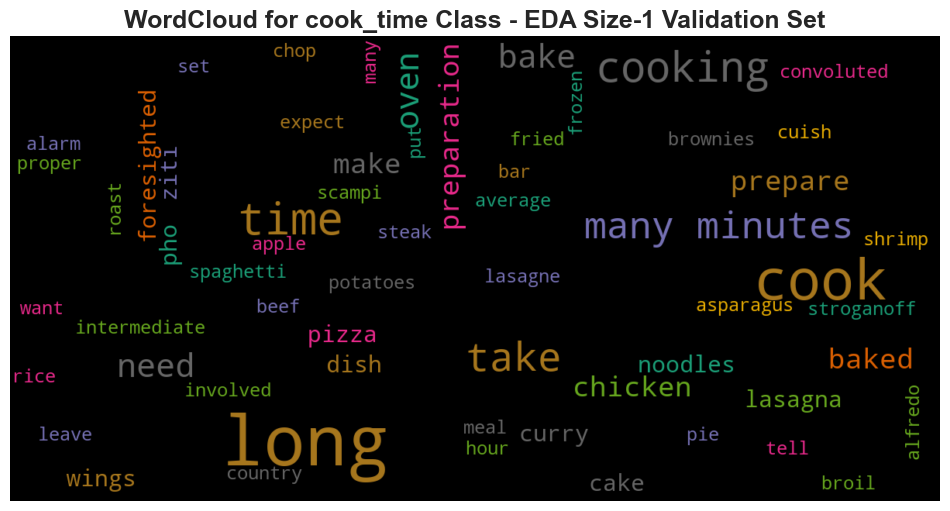 WordCloud for cook_time Class - EDA Size-1 Validation Set
chop
many
oven
preparation
bake
cooking
convoluted
set
frozen
expect
put
fried
brownies
cuish
alarm
proper
foresighted
ziti
make
bar
prepare
roast
scampi
average
time
apple
steak
many minutes
shrimp
pho
spaghetti
potatoes
lasagne
cook
want
beef
asparagus
stroganoff
intermediate
pizza
need
dish
take
noodles
baked
rice
involved
chicken
lasagna
alfredo
long
leave
meal
curry
pie
hour
tell
wings
country
cake
broil